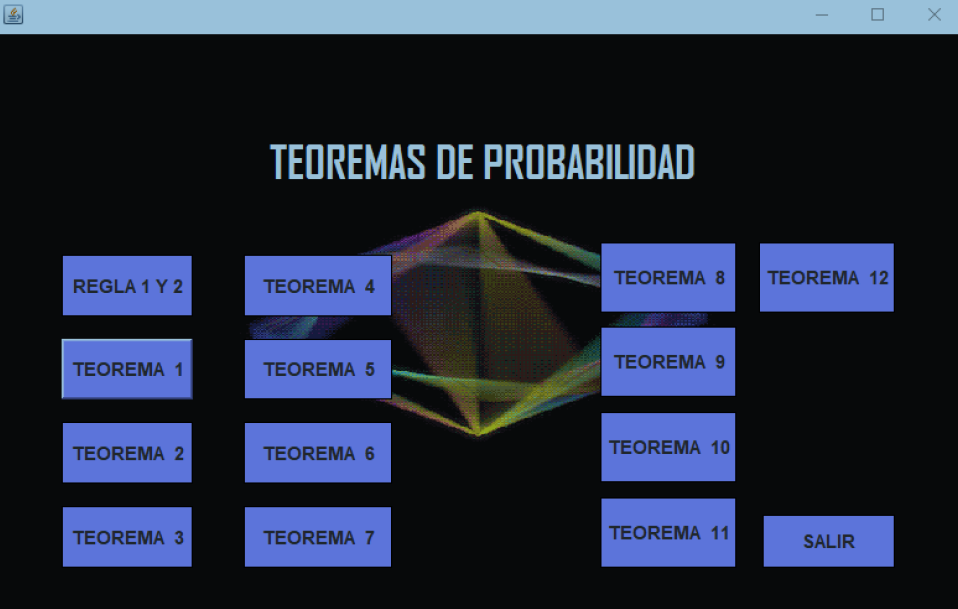 TEOREMAS DE PROBABILIDAD
REGLA 1 Y 2
TEOREMA 1
TEOREMA 2
TEOREMA 3
TEOREMA 4
TEOREMA 5
TEOREMA 6
TEOREMA 7
TEOREMA 8
TEOREMA 9
TEOREMA 10
TEOREMA 11
TEOREMA 12
SALIR